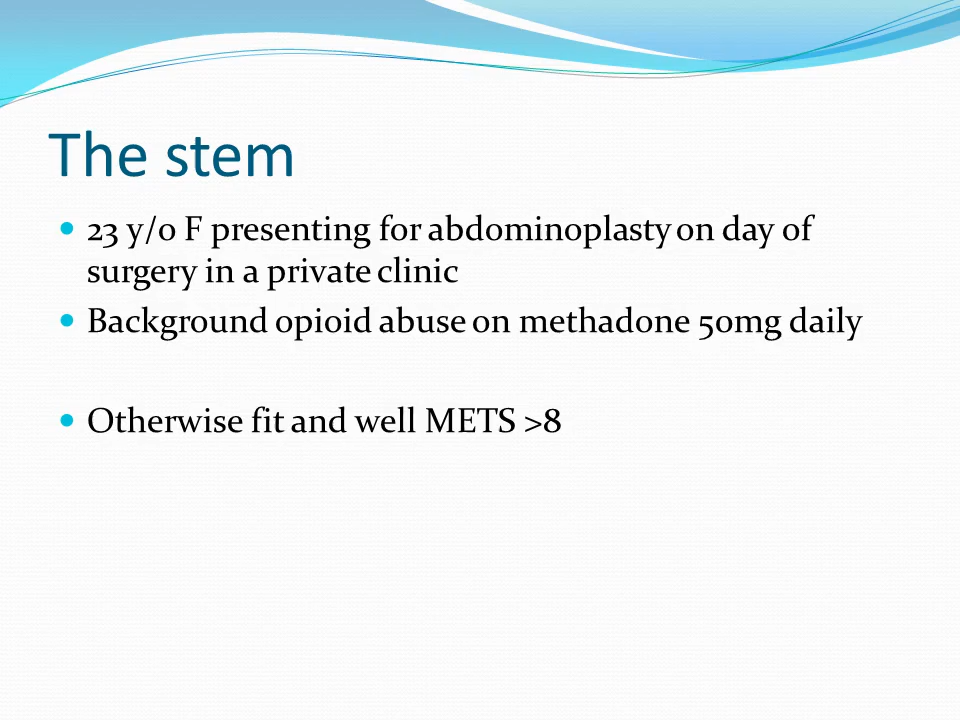 The stem
23 y/o F presenting for abdominoplasty on day of
surgery in a private clinic
Background opioid abuse on methadone 50mg daily
Otherwise fit and well METS >8